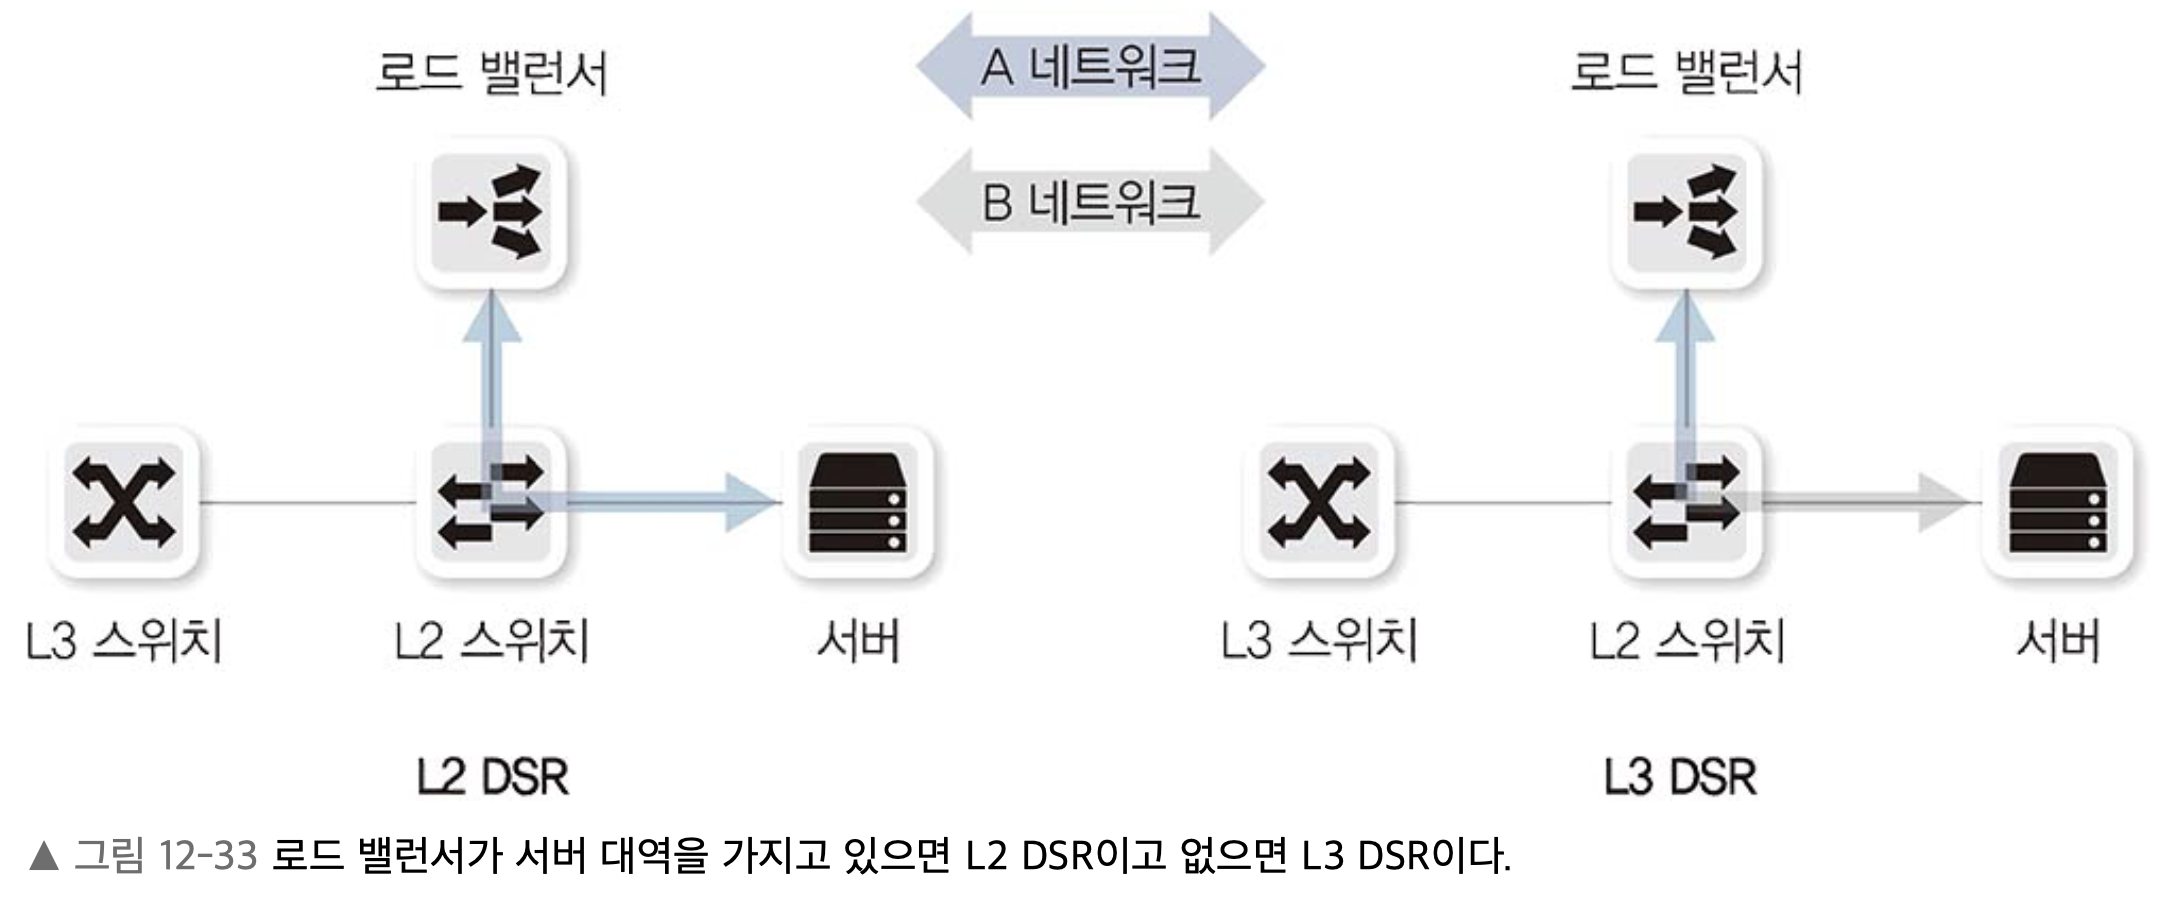 로드 밸런서
A 네트워크
B 네트워크
로드 밸런서
L3 스위치
L2 스위치
서버
L3 스위치
L2 스위치
서버
L2 DSR
L3 DSR
▲ 그림 12-33 로드 밸런서가 서버 대역을 가지고 있으면 L2 DSR이고 없으면 L3 DSR이다.